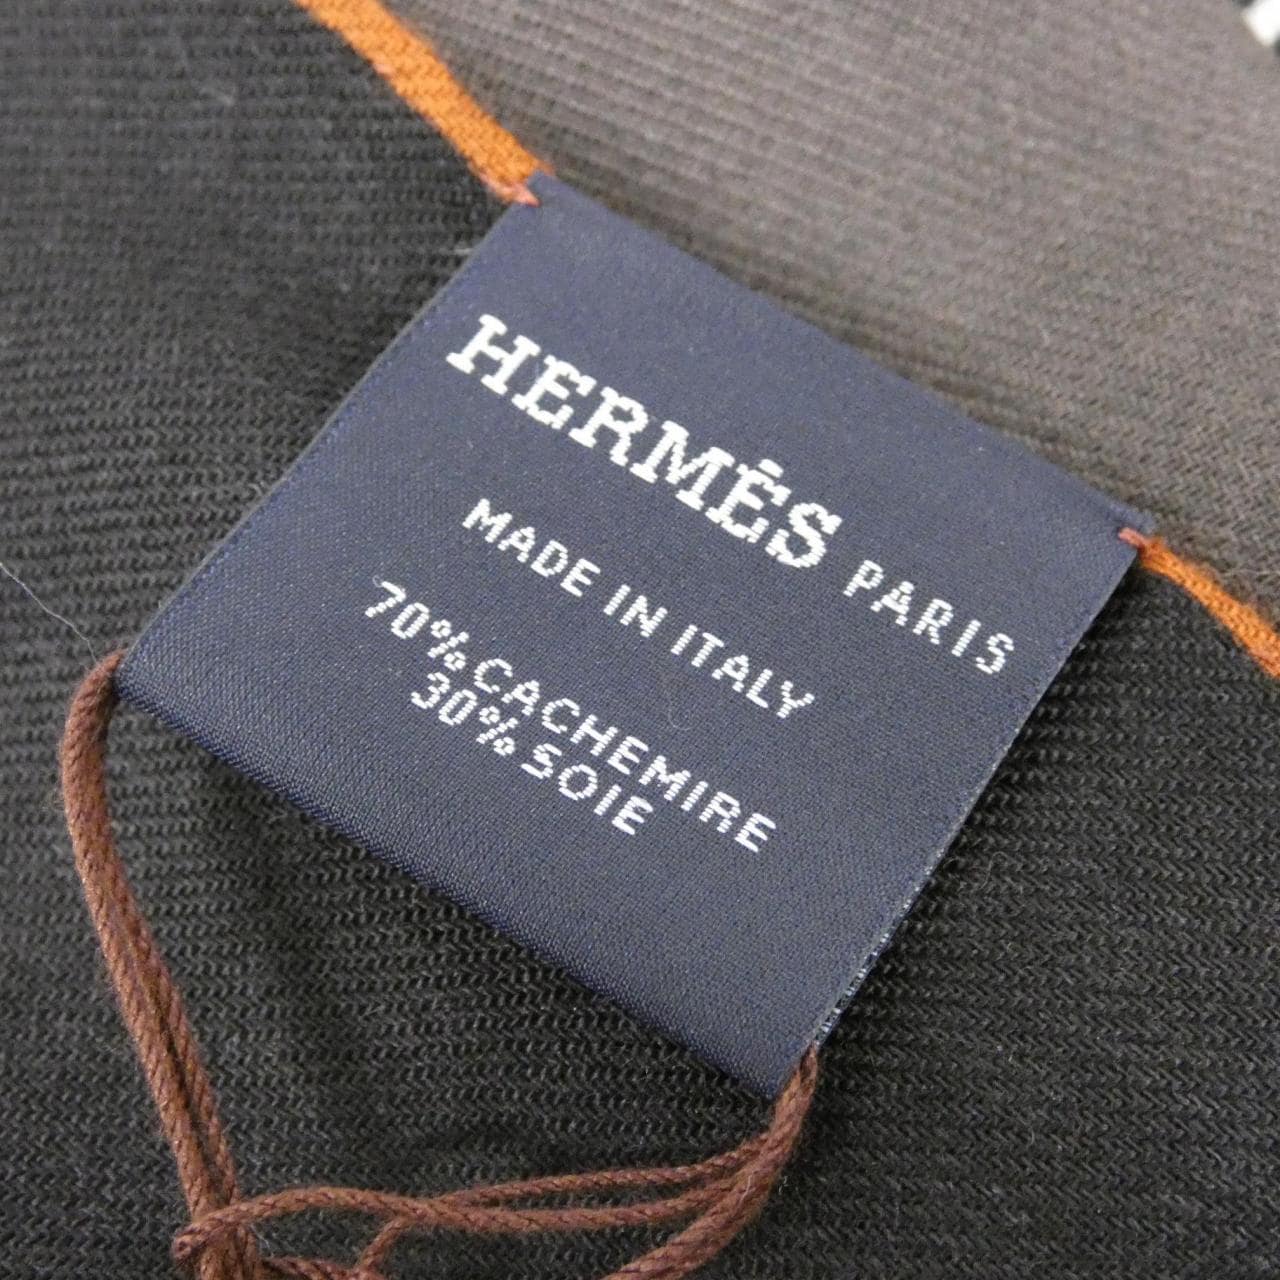 HERMÈS PARIS
MADE IN ITALY
70% CACHEMIRE
30% SOIE